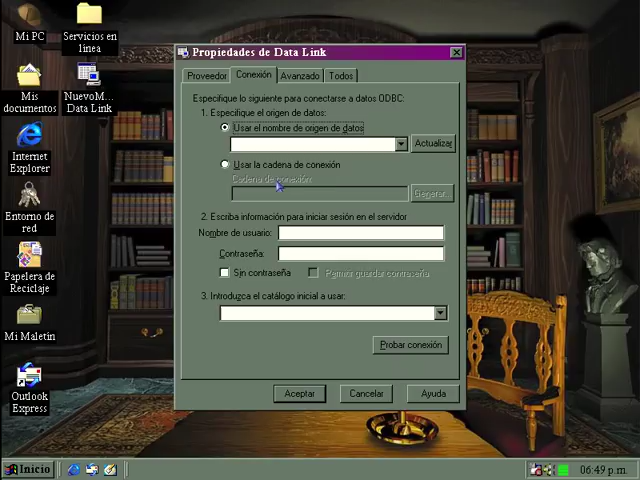 Mi PC
Servicios en
línea
Mis
documentos
NuevoM...
Data Link
Internet
Explorer
Entorno de
red
Papelera de
Reciclaje
Mi Maletín
Outlook
Express
Propiedades de Data Link
Proveedor Conexión Avanzado Todos
Especifique lo siguiente para conectarse a datos ODBC:
1. Especifique el origen de datos:
Usar el nombre de origen de datos
Actualizar
Usar la cadena de conexión
Cadena de conexión:
Generar...
2. Escriba información para iniciar sesión en el servidor
Nombre de usuario:
Contraseña:
Sin contraseña Permitir guardar contraseña
3. Introduzca el catálogo inicial a usar:
Probar conexión
Aceptar Cancelar Ayuda
Inicio 06:49 p.m.